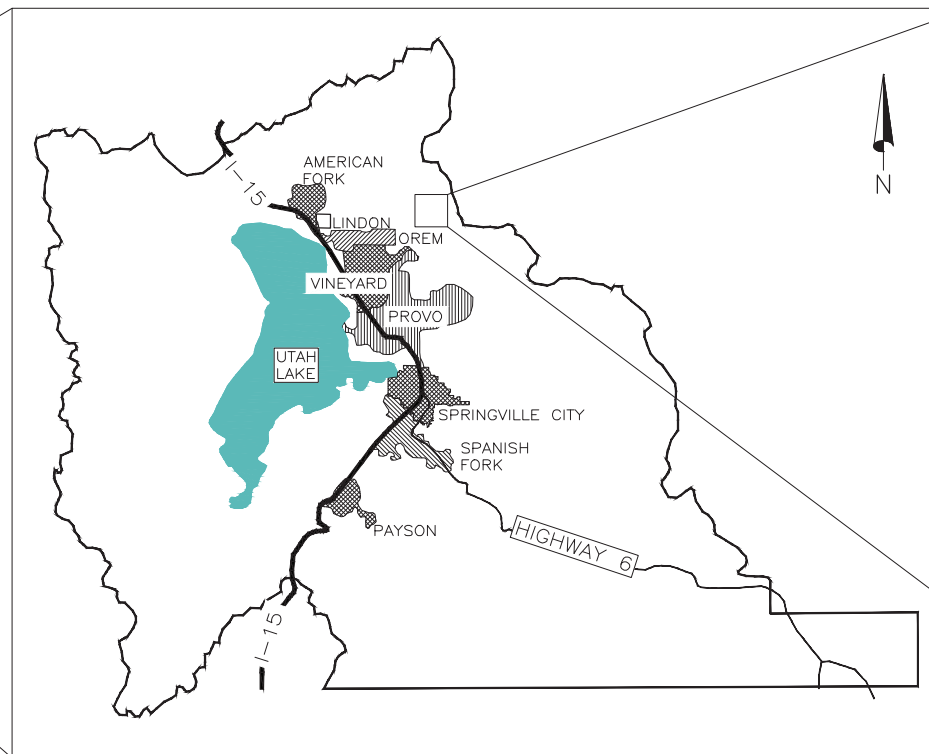 AMERICAN
FORK
I-15
N
LINDON
OREM
VINEYARD
PROVO
UTAH
LAKE
SPRINGVILLE CITY
SPANISH
FORK
PAYSON
HIGHWAY 6
I-15